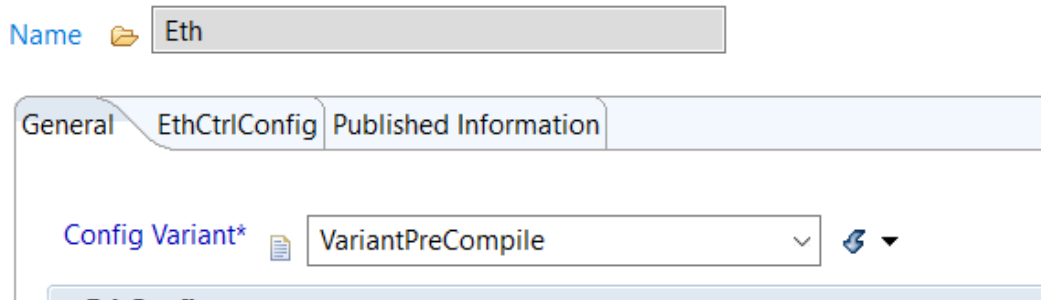 Name Eth
General EthCtrlConfig Published Information
Config Variant* VariantPreCompile